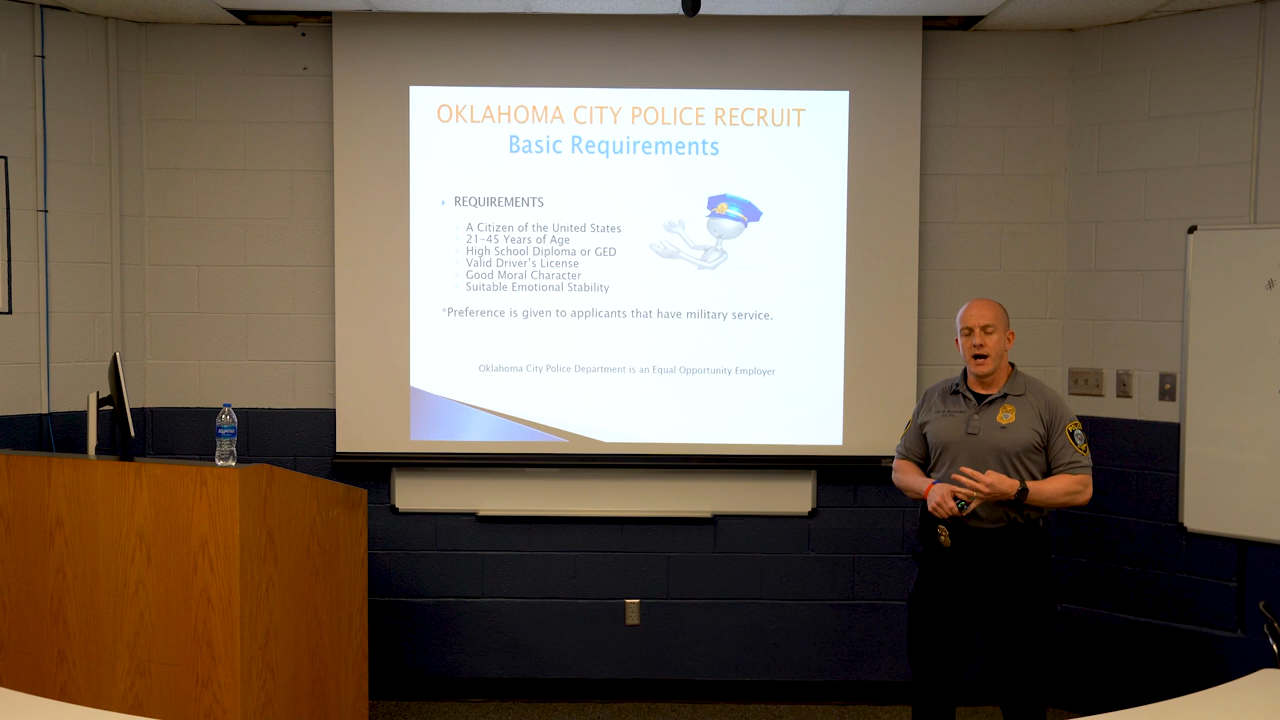 OKLAHOMA CITY POLICE RECRUIT
Basic Requirements
REQUIREMENTS
A Citizen of the United States
21-45 Years of Age
High School Diploma or GED
Valid Driver's License
Good Moral Character
Suitable Emotional Stability
*Preference is given to applicants that have military service.
Oklahoma City Police Department is an Equal Opportunity Employer
POLICE